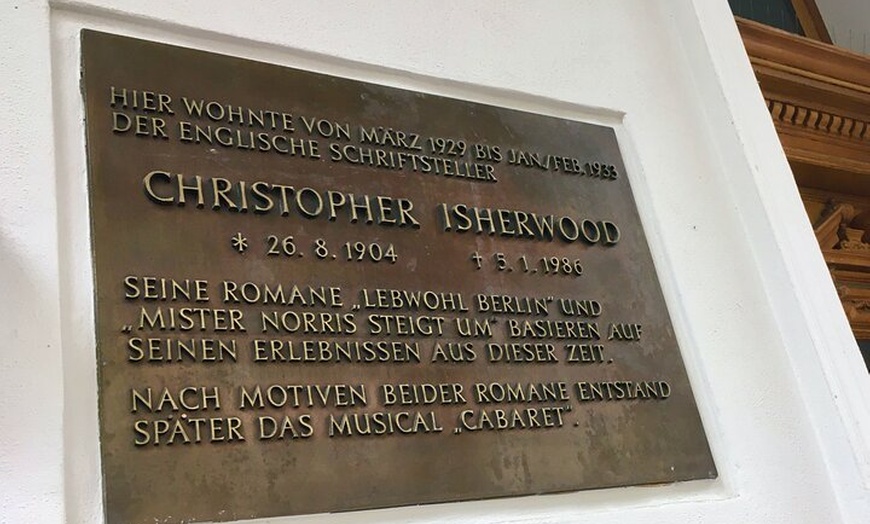 HIER WOHNTE VON MÄRZ 1929 BIS JAN./FEB. 1933
DER ENGLISCHE SCHRIFTSTELLER
CHRISTOPHER ISHERWOOD
* 26. 8. 1904 † 5. 1. 1986
SEINE ROMANE „LEBWOHL BERLIN" UND
„MISTER NORRIS STEIGT UM" BASIEREN AUF
SEINEN ERLEBNISSEN AUS DIESER ZEIT.
NACH MOTIVEN BEIDER ROMANE ENTSTAND
SPÄTER DAS MUSICAL „CABARET".